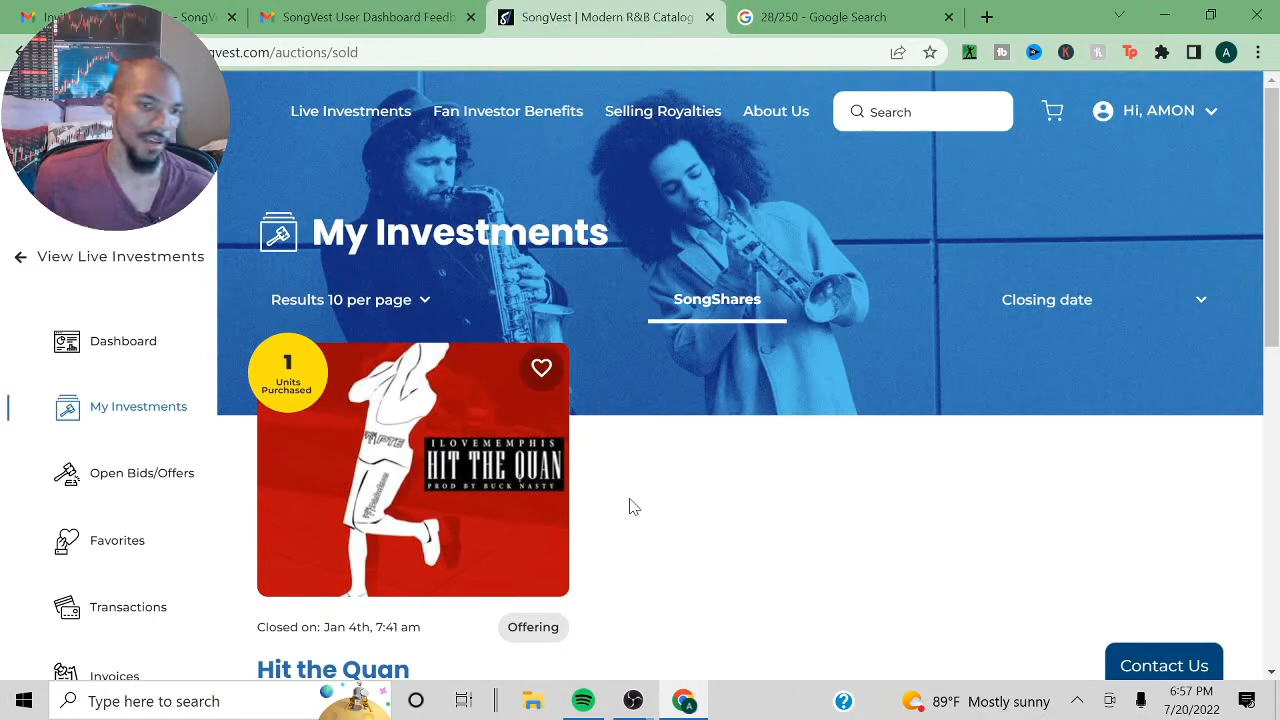 SongVest User Dashboard Feedb
SongVest | Modern R&B Catalog
28/250 - Google Search
vest.com/auctions/sold
Live Investments
Fan Investor Benefits
Selling Royalties
About Us
Search
Hi, AMON
My Investments
View Live Investments
Results 10 per page
SongShares
Closing date
Dashboard
My Investments
Open Bids/Offers
Favorites
Transactions
Invoices
1
Units
Purchased
ILOVEMEMPHIS
HIT THE QUAN
PROD BY BUCK NASTY
Closed on: Jan 4th, 7:41 am
Offering
Hit the Quan
Contact Us
Type here to search
89°F Mostly sunny
6:57 PM
7/20/2022